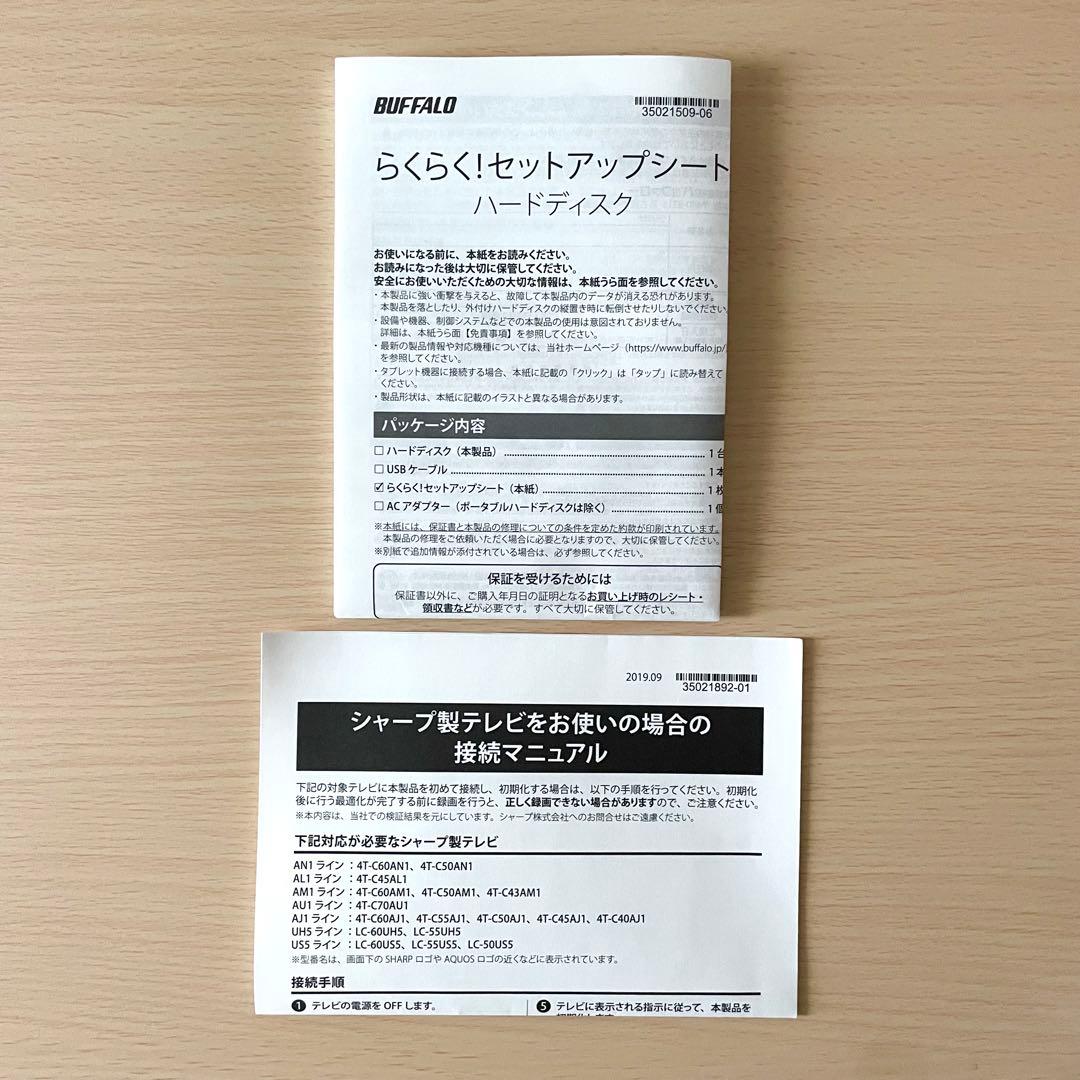 BUFFALO
35021509-06
らくらく!セットアップシート
ハードディスク
お使いになる前に、本紙をお読みください。
お読みになった後は大切に保管してください。
安全にお使いいただくための大切な情報は、本紙うら面を参照してください。
・本製品に強い衝撃を与えると、故障して本製品内のデータが消える恐れがあります。
本製品を落としたり、外付けハードディスクの縦置き時に転倒させたりしないでください
・設備や機器、制御システムなどでの本製品の使用は意図されておりません。
詳細は、本紙うら面【免責事項】を参照してください。
・最新の製品情報や対応機種については、当社ホームページ（https://www.buffalo.jp/
を参照してください。
・タブレット機器に接続する場合、本紙に記載の「クリック」は「タップ」に読み替えて
ください。
・製品形状は、本紙に記載のイラストと異なる場合があります。
パッケージ内容
□ ハードディスク（本製品） 1台
□ USB ケーブル 1本
☑ らくらく!セットアップシート（本紙） 1枚
□ AC アダプター（ポータブルハードディスクは除く） 1個
※本紙には、保証書と本製品の修理についての条件を定めた約款が印刷されています。
本製品の修理をご依頼いただく場合に必要となりますので、大切に保管してください。
※別紙で追加情報が添付されている場合は、必ず参照してください。
保証を受けるためには
保証書以外に、ご購入年月日の証明となるお買い上げ時のレシート・
領収書などが必要です。すべて大切に保管してください。
2019.09
35021892-01
シャープ製テレビをお使いの場合の
接続マニュアル
下記の対象テレビに本製品を初めて接続し、初期化する場合は、以下の手順を行ってください。初期化
後に行う最適化が完了する前に録画を行うと、正しく録画できない場合がありますので、ご注意ください。
※本内容は、当社での検証結果を元にしています。シャープ株式会社へのお問合せはご遠慮ください。
下記対応が必要なシャープ製テレビ
AN1 ライン ：4T-C60AN1、4T-C50AN1
AL1 ライン ：4T-C45AL1
AM1 ライン ：4T-C60AM1、4T-C50AM1、4T-C43AM1
AU1 ライン ：4T-C70AU1
AJ1 ライン ：4T-C60AJ1、4T-C55AJ1、4T-C50AJ1、4T-C45AJ1、4T-C40AJ1
UH5 ライン ：LC-60UH5、LC-55UH5
US5 ライン ：LC-60US5、LC-55US5、LC-50US5
※型番名は、画面下の SHARP ロゴや AQUOS ロゴの近くなどに表示されています。
接続手順
❶ テレビの電源を OFF します。
❺ テレビに表示される指示に従って、本製品を